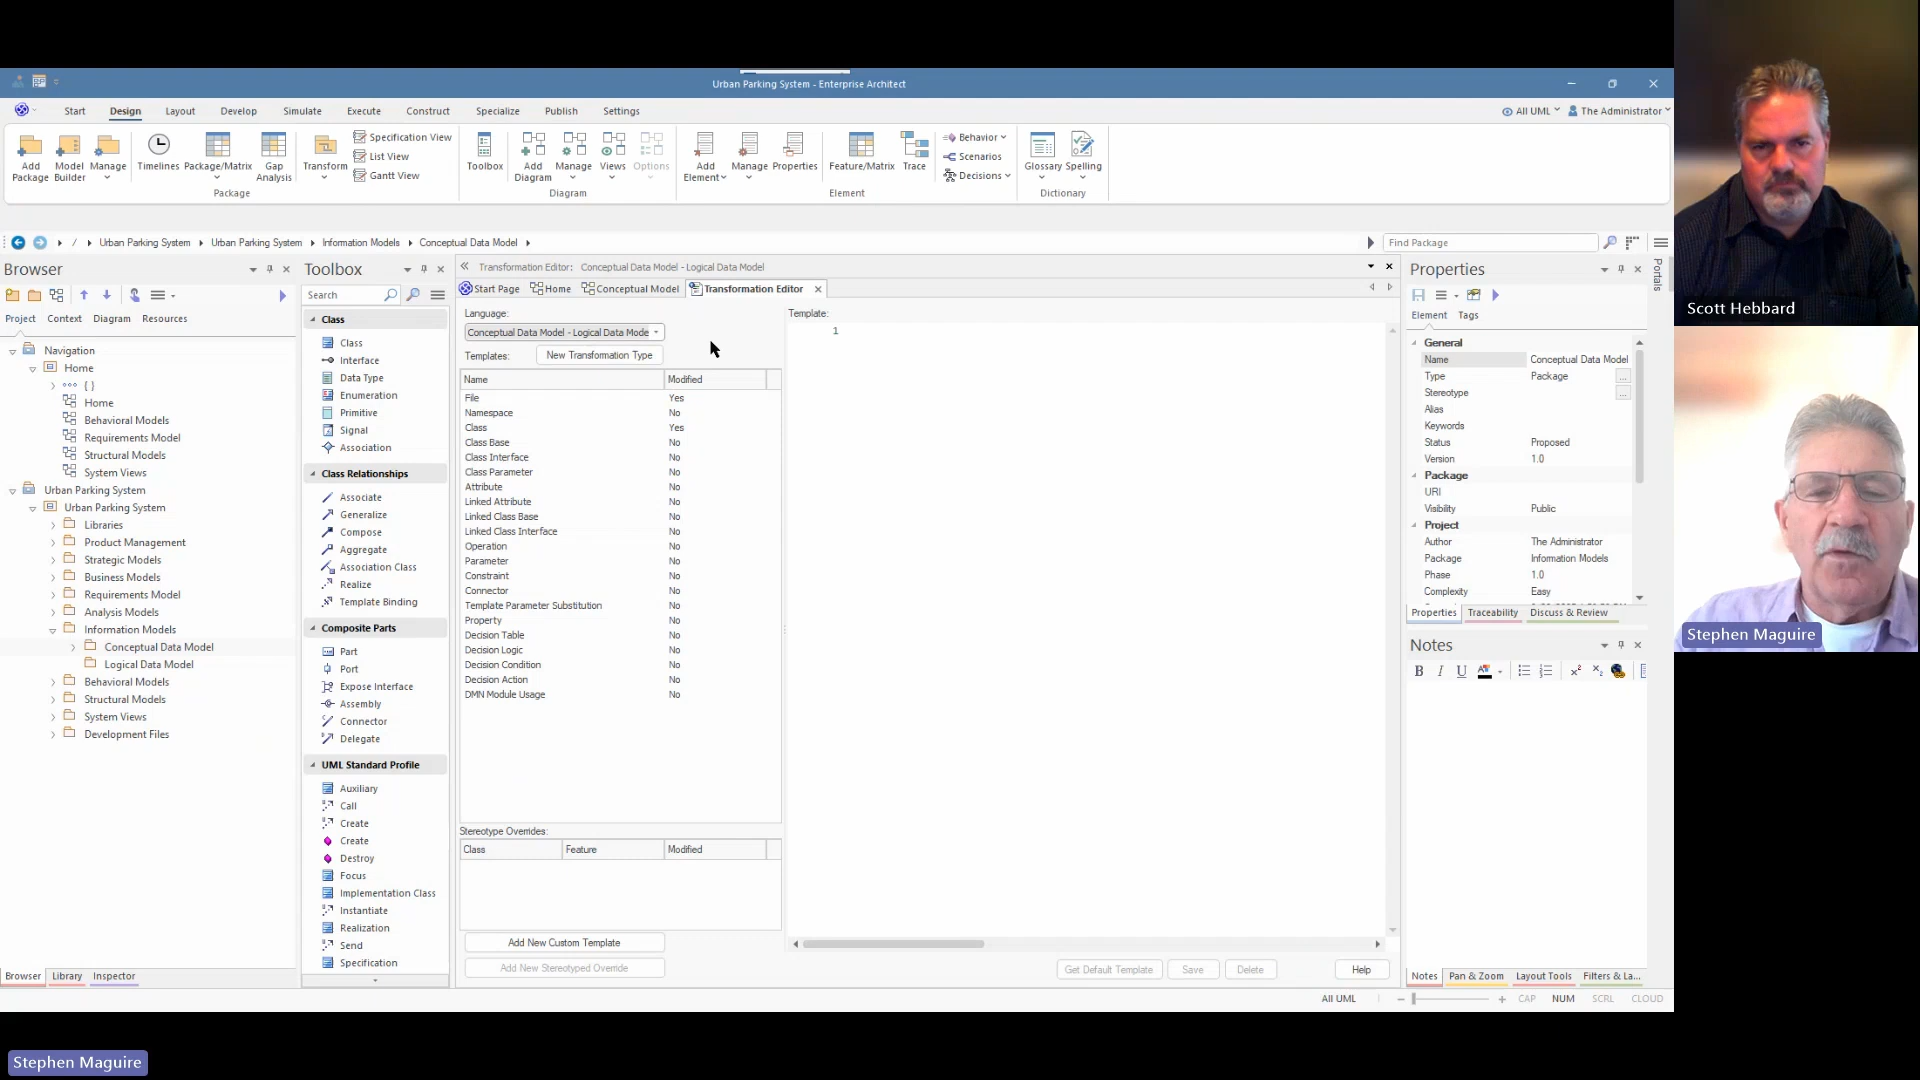 Urban Parking System - Enterprise Architect
Start
Design
Layout
Develop
Simulate
Execute
Construct
Specialize
Publish
Settings
All UML
The Administrator
Add Package
Model Builder
Manage
Timelines
Package/Matrix
Gap Analysis
Transform
Specification View
List View
Gantt View
Package
Toolbox
Add Diagram
Manage
Views
Options
Diagram
Add Element
Manage
Properties
Feature/Matrix
Trace
Behavior
Scenarios
Decisions
Element
Glossary
Spelling
Dictionary
/ Urban Parking System Urban Parking System Information Models Conceptual Data Model
Find Package
Browser
Project Context Diagram Resources
Navigation
Home
{ }
Home
Behavioral Models
Requirements Model
Structural Models
System Views
Urban Parking System
Urban Parking System
Libraries
Product Management
Strategic Models
Business Models
Requirements Model
Analysis Models
Information Models
Conceptual Data Model
Logical Data Model
Behavioral Models
Structural Models
System Views
Development Files
Browser Library Inspector
Toolbox
Search
Class
Class
Interface
Data Type
Enumeration
Primitive
Signal
Association
Class Relationships
Associate
Generalize
Compose
Aggregate
Association Class
Realize
Template Binding
Composite Parts
Part
Port
Expose Interface
Assembly
Connector
Delegate
UML Standard Profile
Auxiliary
Call
Create
Create
Destroy
Focus
Implementation Class
Instantiate
Realization
Send
Specification
Transformation Editor: Conceptual Data Model - Logical Data Model
Start Page Home Conceptual Model Transformation Editor
Language:
Conceptual Data Model - Logical Data Mode
Templates: New Transformation Type
Name Modified
File Yes
Namespace No
Class Yes
Class Base No
Class Interface No
Class Parameter No
Attribute No
Linked Attribute No
Linked Class Base No
Linked Class Interface No
Operation No
Parameter No
Constraint No
Connector No
Template Parameter Substitution No
Property No
Decision Table No
Decision Logic No
Decision Condition No
Decision Action No
DMN Module Usage No
Stereotype Overrides:
Class Feature Modified
Add New Custom Template
Add New Stereotyped Override
Template:
1
Get Default Template Save Delete Help
Properties
Element Tags
General
Name Conceptual Data Model
Type Package
Stereotype
Alias
Keywords
Status Proposed
Version 1.0
Package
URI
Visibility Public
Project
Author The Administrator
Package Information Models
Phase 1.0
Complexity Easy
Properties Traceability Discuss & Review
Portals
Notes
B I U A
Notes Pan & Zoom Layout Tools Filters & La...
All UML CAP NUM SCRL CLOUD
Scott Hebbard
Stephen Maguire
Stephen Maguire